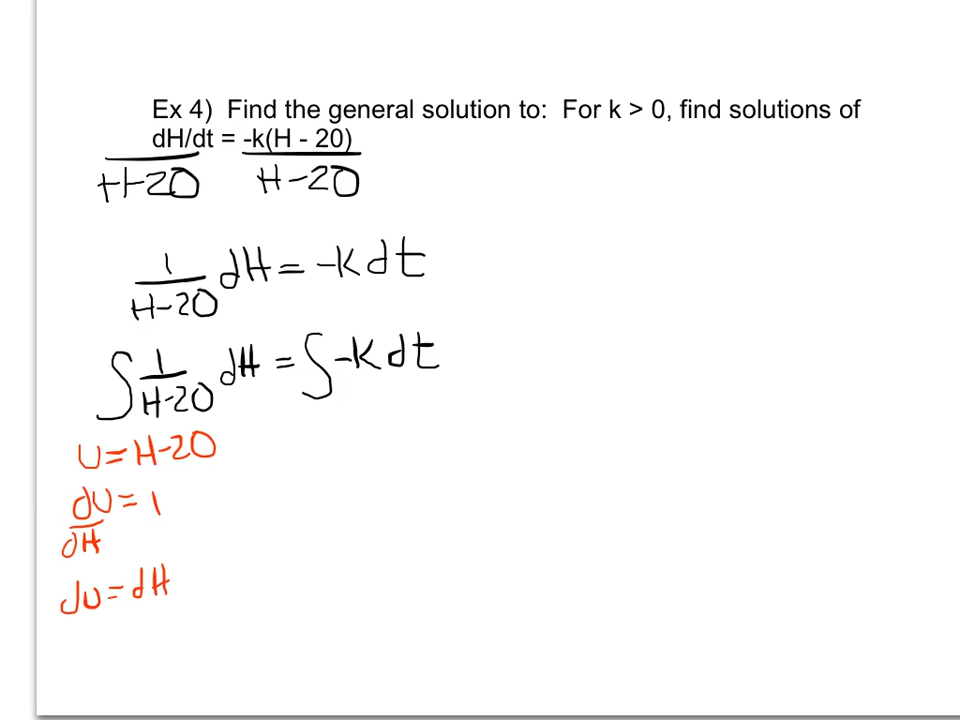 Ex 4) Find the general solution to: For k > 0, find solutions of
dH/dt = -k(H - 20)
H-20 H-20
1/(H-20) dH = -k dt
∫ 1/(H-20) dH = ∫ -k dt
U = H-20
dU/dH = 1
dU = dH